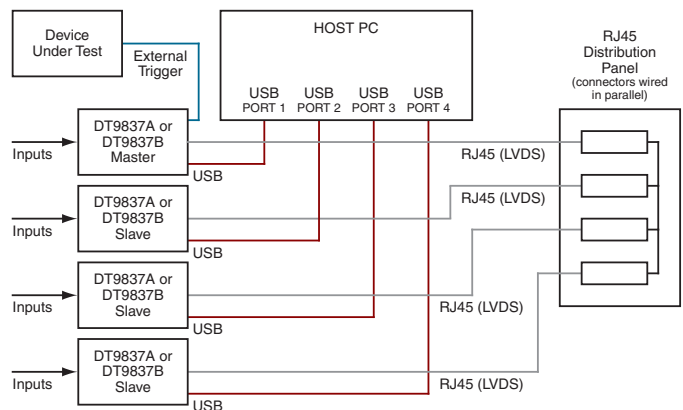 Device
Under Test
External
Trigger
HOST PC
USB
PORT 1
USB
PORT 2
USB
PORT 3
USB
PORT 4
RJ45
Distribution
Panel
(connectors wired
in parallel)
Inputs
DT9837A or
DT9837B
Master
USB
RJ45 (LVDS)
Inputs
DT9837A or
DT9837B
Slave
USB
RJ45 (LVDS)
Inputs
DT9837A or
DT9837B
Slave
USB
RJ45 (LVDS)
Inputs
DT9837A or
DT9837B
Slave
USB
RJ45 (LVDS)